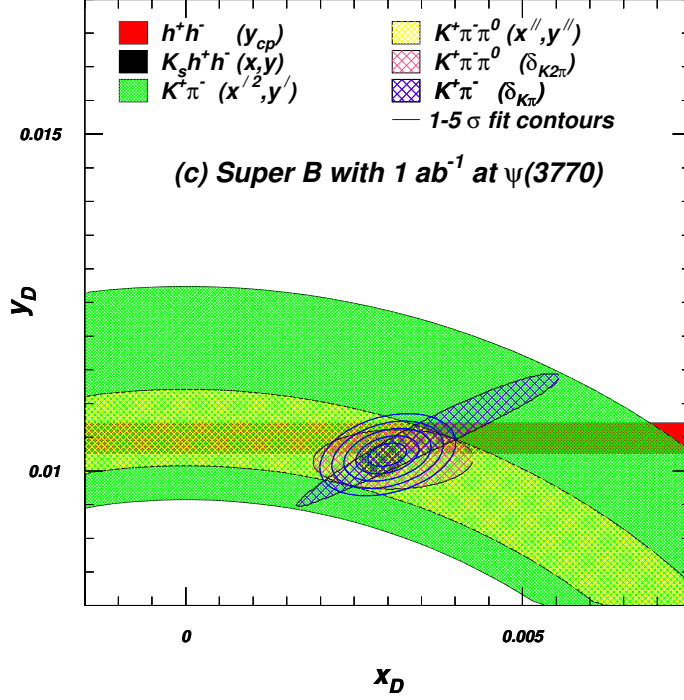 h⁺h⁻ (y_cp)
K_s h⁺h⁻ (x,y)
K⁺π⁻ (x′²,y′)
K⁺π⁻π⁰ (x″,y″)
K⁺π⁻π⁰ (δ_K2π)
K⁺π⁻ (δ_Kπ)
1-5 σ fit contours
(c) Super B with 1 ab⁻¹ at ψ(3770)
0.015
0.01
y_D
0
0.005
x_D